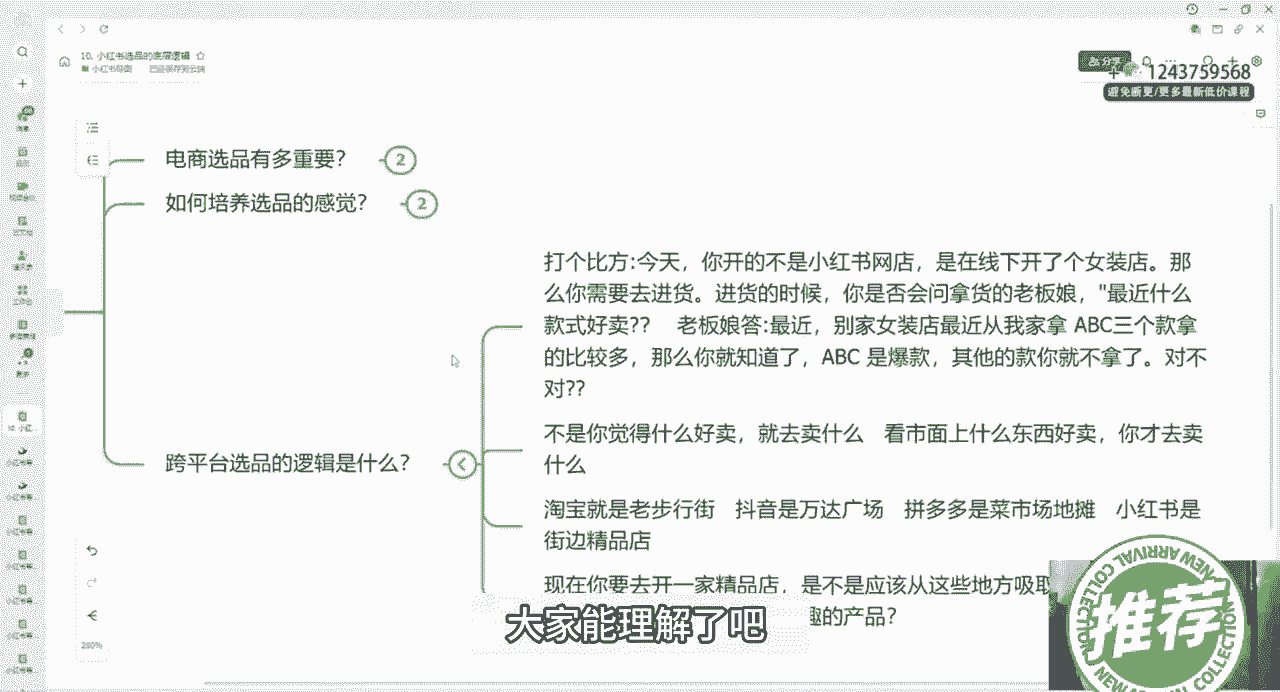 10. 小红书选品的底层逻辑
1243759568
避免断更/更多最新低价课程
电商选品有多重要？
2
如何培养选品的感觉？
2
打个比方:今天，你开的不是小红书网店，是在线下开了个女装店。那
么你需要去进货。进货的时候，你是否会问拿货的老板娘，"最近什么
款式好卖?? 老板娘答:最近，别家女装店最近从我家拿 ABC三个款拿
的比较多，那么你就知道了，ABC 是爆款，其他的款你就不拿了。对不
对??
跨平台选品的逻辑是什么？
不是你觉得什么好卖，就去卖什么 看市面上什么东西好卖，你才去卖
什么
淘宝就是老步行街 抖音是万达广场 拼多多是菜市场地摊 小红书是
街边精品店
现在你要去开一家精品店，是不是应该从这些地方吸取
趣的产品？
大家能理解了吧
280%
NEW ARRIVAL COLLECTION
推荐
NEW ARRIVAL COLLECTION